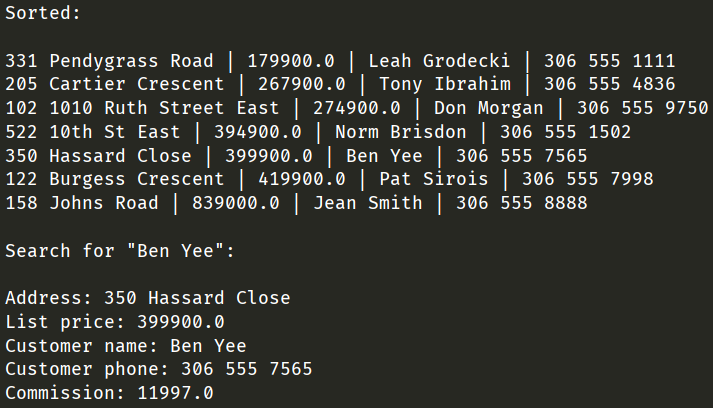 Sorted:
331 Pendygrass Road | 179900.0 | Leah Grodecki | 306 555 1111
205 Cartier Crescent | 267900.0 | Tony Ibrahim | 306 555 4836
102 1010 Ruth Street East | 274900.0 | Don Morgan | 306 555 9750
522 10th St East | 394900.0 | Norm Brisdon | 306 555 1502
350 Hassard Close | 399900.0 | Ben Yee | 306 555 7565
122 Burgess Crescent | 419900.0 | Pat Sirois | 306 555 7998
158 Johns Road | 839000.0 | Jean Smith | 306 555 8888
Search for "Ben Yee":
Address: 350 Hassard Close
List price: 399900.0
Customer name: Ben Yee
Customer phone: 306 555 7565
Commission: 11997.0